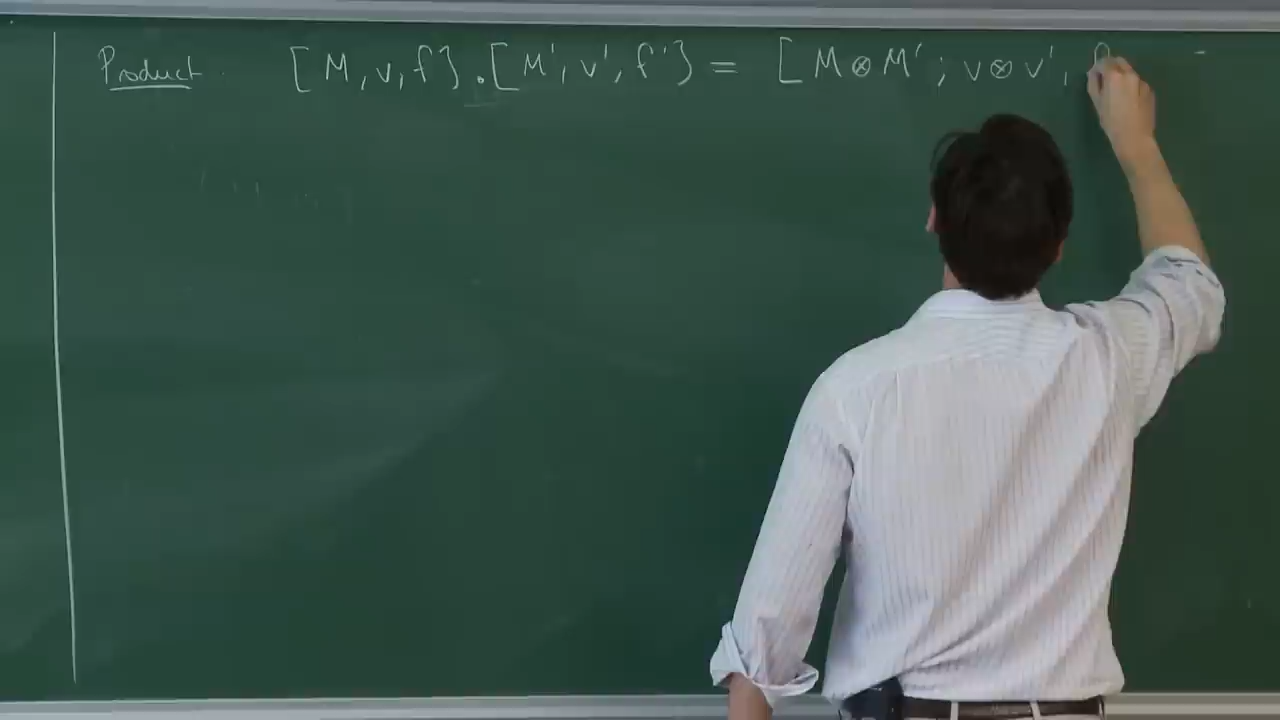 Product [M, v, f] . [M', v', f'] = [M ⊗ M' ; v ⊗ v' ,